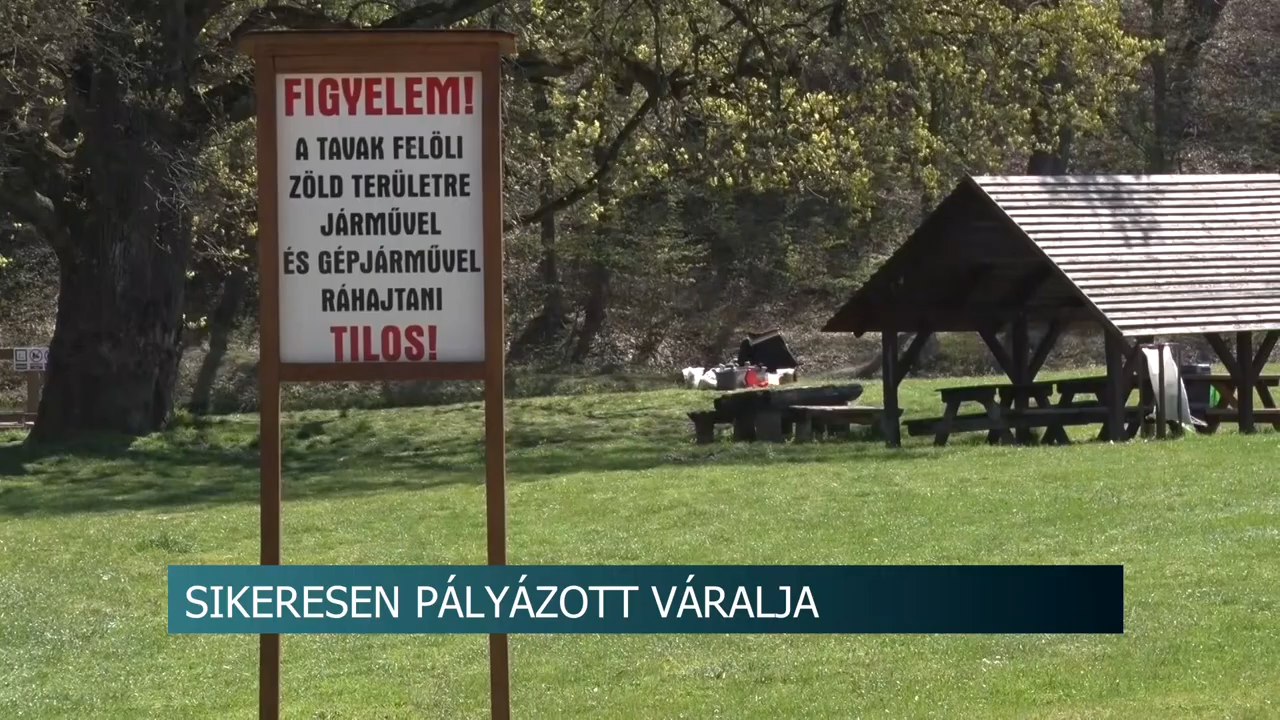 FIGYELEM!
A TAVAK FELÖLI
ZÖLD TERÜLETRE
JÁRMŰVEL
ÉS GÉPJÁRMŰVEL
RÁHAJTANI
TILOS!
SIKERESEN PÁLYÁZOTT VÁRALJA